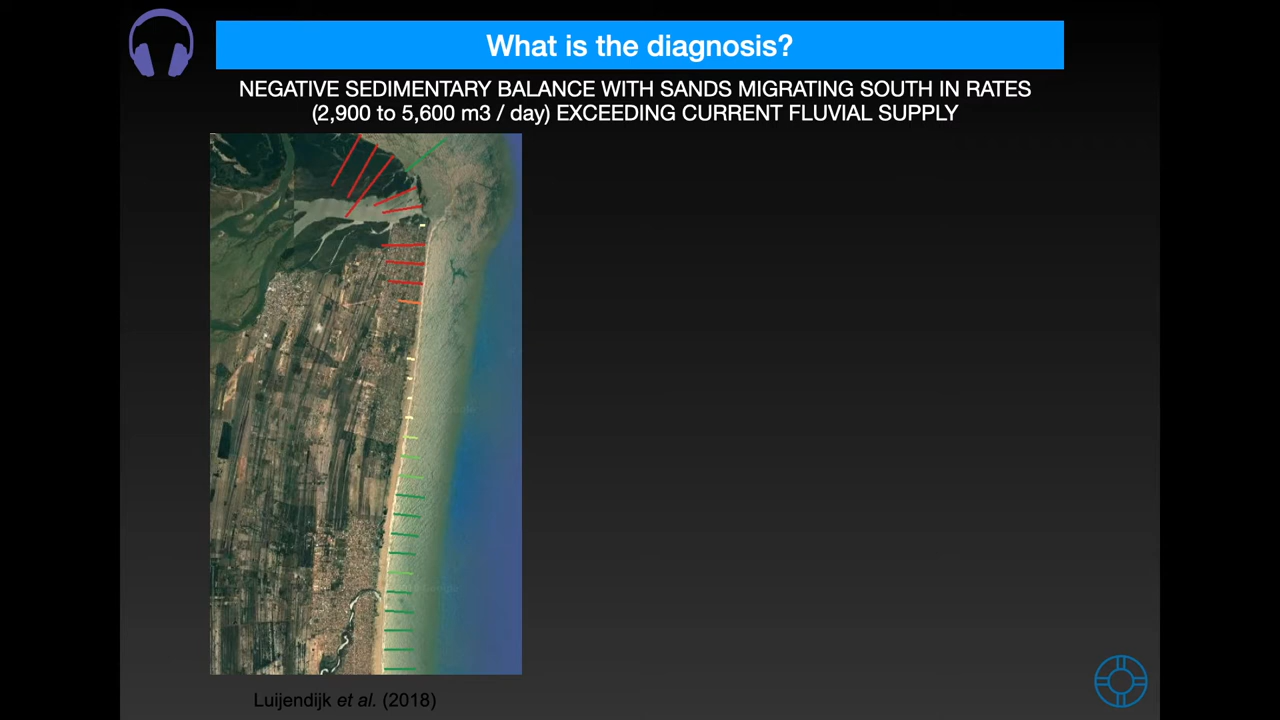 What is the diagnosis?
NEGATIVE SEDIMENTARY BALANCE WITH SANDS MIGRATING SOUTH IN RATES
(2,900 to 5,600 m3 / day) EXCEEDING CURRENT FLUVIAL SUPPLY
Luijendijk et al. (2018)